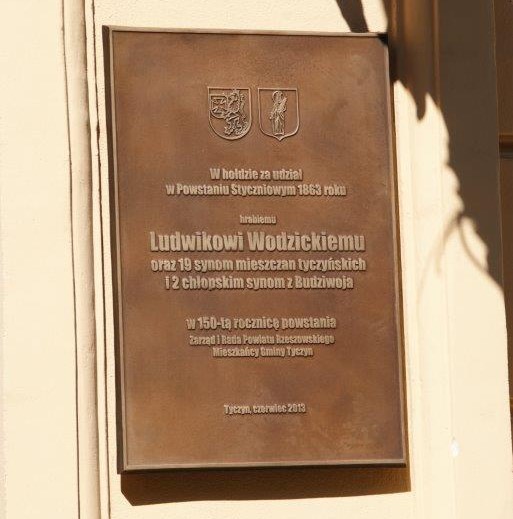 W hołdzie za udział
w Powstaniu Styczniowym 1863 roku
hrabiemu
Ludwikowi Wodzickiemu
oraz 19 synom mieszczan tyczyńskich
i 2 chłopskim synom z Budziwoja
w 150-tą rocznicę powstania
Zarząd i Rada Powiatu Rzeszowskiego
Mieszkańcy Gminy Tyczyn
Tyczyn, czerwiec 2013